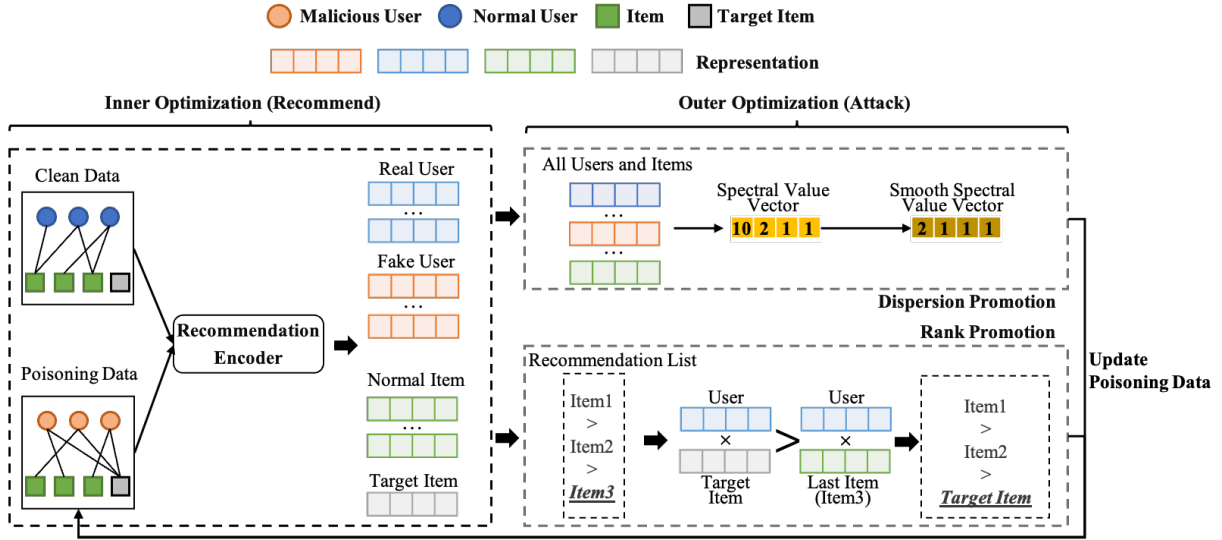 Malicious User
Normal User
Item
Target Item
Representation
Inner Optimization (Recommend)
Outer Optimization (Attack)
Clean Data
Poisoning Data
Recommendation
Encoder
Real User
...
Fake User
...
Normal Item
...
Target Item
All Users and Items
...
...
Spectral Value
Vector
10 2 1 1
Smooth Spectral
Value Vector
2 1 1 1
Dispersion Promotion
Rank Promotion
Recommendation List
Item1
>
Item2
>
Item3
User
×
Target
Item
>
User
×
Last Item
(Item3)
Item1
>
Item2
>
Target Item
Update
Poisoning Data